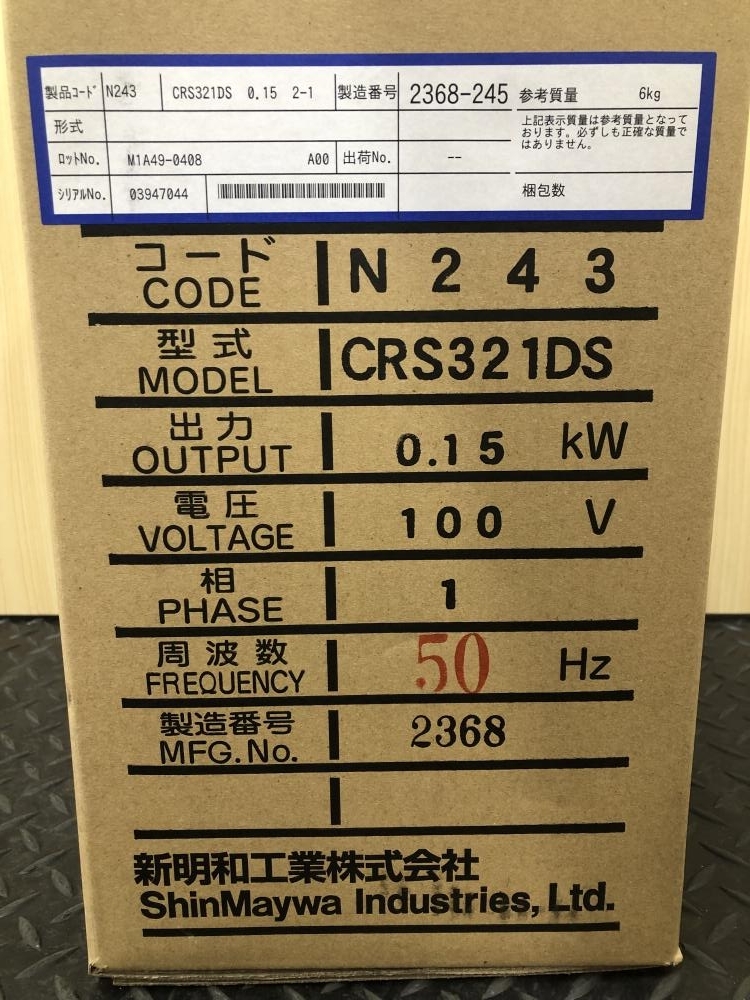 製品コード N243 CRS321DS 0.15 2-1 製造番号 2368-245 参考質量 6kg
形式
上記表示質量は参考質量となって
おります。必ずしも正確な質量で
はありません。
ロットNo. M1A49-0408 A00 出荷No. --
シリアルNo. 03947044 梱包数
コード
CODE N243
型式
MODEL CRS321DS
出力
OUTPUT 0.15 kW
電圧
VOLTAGE 100 V
相
PHASE 1
周波数
FREQUENCY 50 Hz
製造番号
MFG.No. 2368
新明和工業株式会社
ShinMaywa Industries, Ltd.